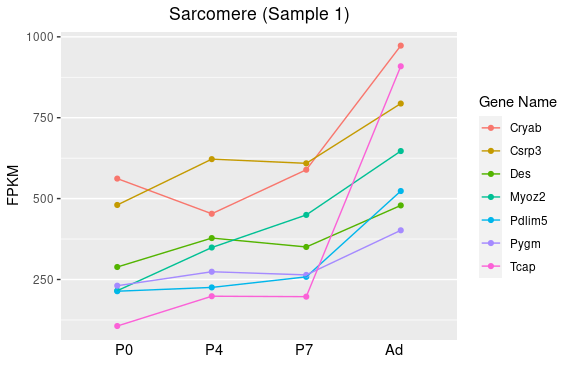 Sarcomere (Sample 1)
1000
750
500
250
FPKM
P0 P4 P7 Ad
Gene Name
Cryab
Csrp3
Des
Myoz2
Pdlim5
Pygm
Tcap